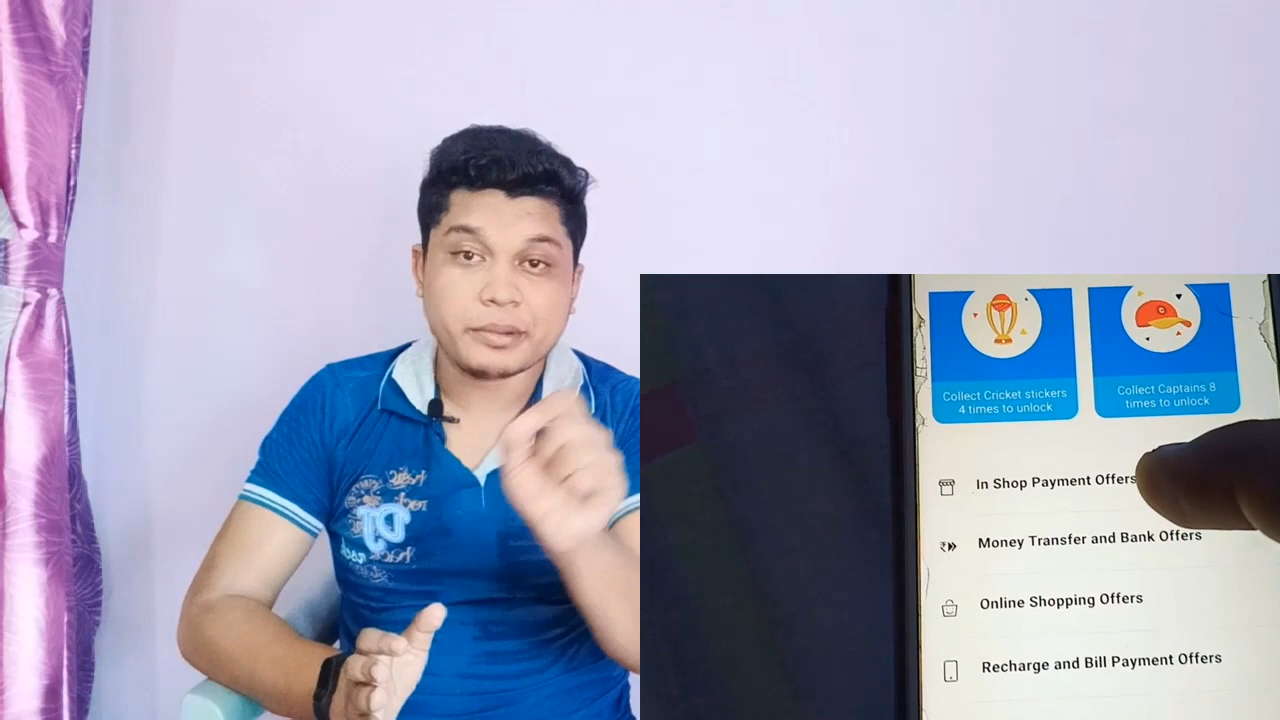 Collect Cricket stickers
4 times to unlock
Collect Captains 8
times to unlock
In Shop Payment Offers
Money Transfer and Bank Offers
Online Shopping Offers
Recharge and Bill Payment Offers